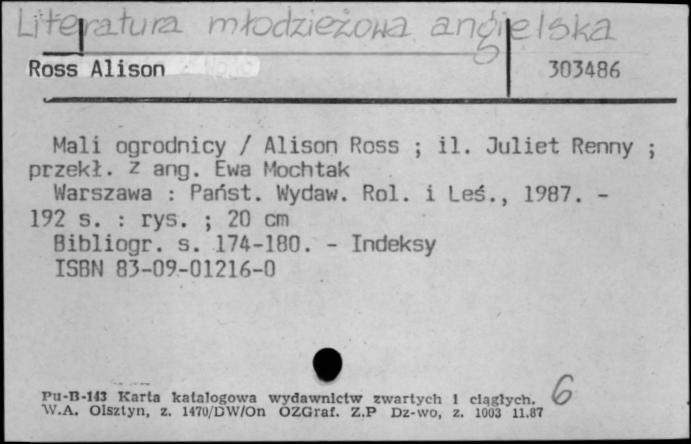 Literatura młodzieżowa angielska
Ross Alison
303486
Mali ogrodnicy / Alison Ross ; il. Juliet Renny ;
przekł. z ang. Ewa Mochtak
Warszawa : Państ. Wydaw. Rol. i Leś., 1987. -
192 s. : rys. ; 20 cm
Bibliogr. s. 174-180. - Indeksy
ISBN 83-09-01216-0
6
Pu-B-143 Karta katalogowa wydawnictw zwartych i ciągłych.
W.A. Olsztyn, z. 1470/DW/On OZGraf. Z.P Dz-wo, z. 1003 11.87